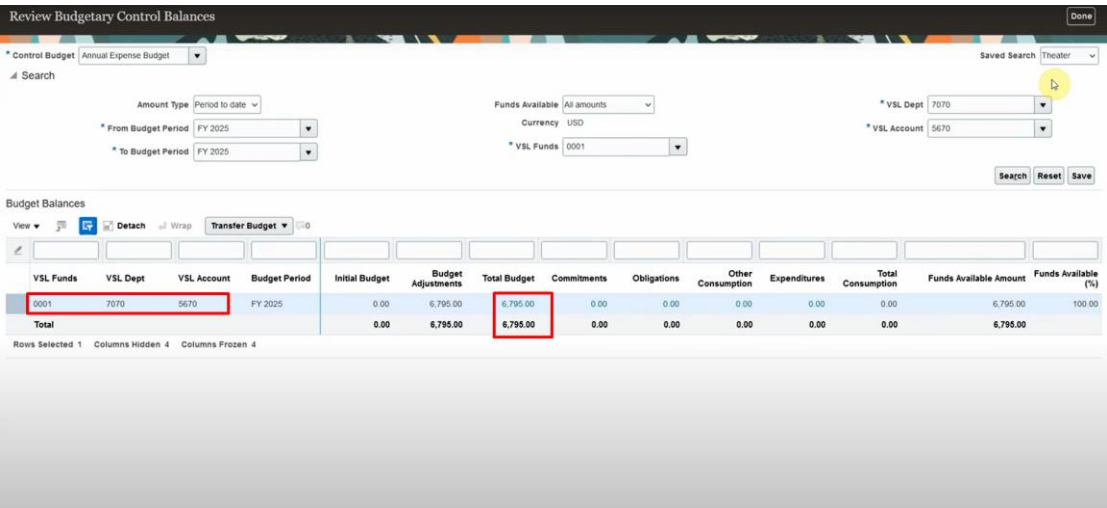 Review Budgetary Control Balances Done
* Control Budget Annual Expense Budget Saved Search Theater
Search
Amount Type Period to date Funds Available All amounts * VSL Dept 7070
* From Budget Period FY 2025 Currency USD * VSL Account 5670
* To Budget Period FY 2025 * VSL Funds 0001
Search Reset Save
Budget Balances
View Detach Wrap Transfer Budget 0
VSL Funds VSL Dept VSL Account Budget Period Initial Budget Budget Adjustments Total Budget Commitments Obligations Other Consumption Expenditures Total Consumption Funds Available Amount Funds Available (%)
0001 7070 5670 FY 2025 0.00 6,795.00 6,795.00 0.00 0.00 0.00 0.00 0.00 6,795.00 100.00
Total 0.00 6,795.00 6,795.00 0.00 0.00 0.00 0.00 0.00 6,795.00
Rows Selected 1 Columns Hidden 4 Columns Frozen 4